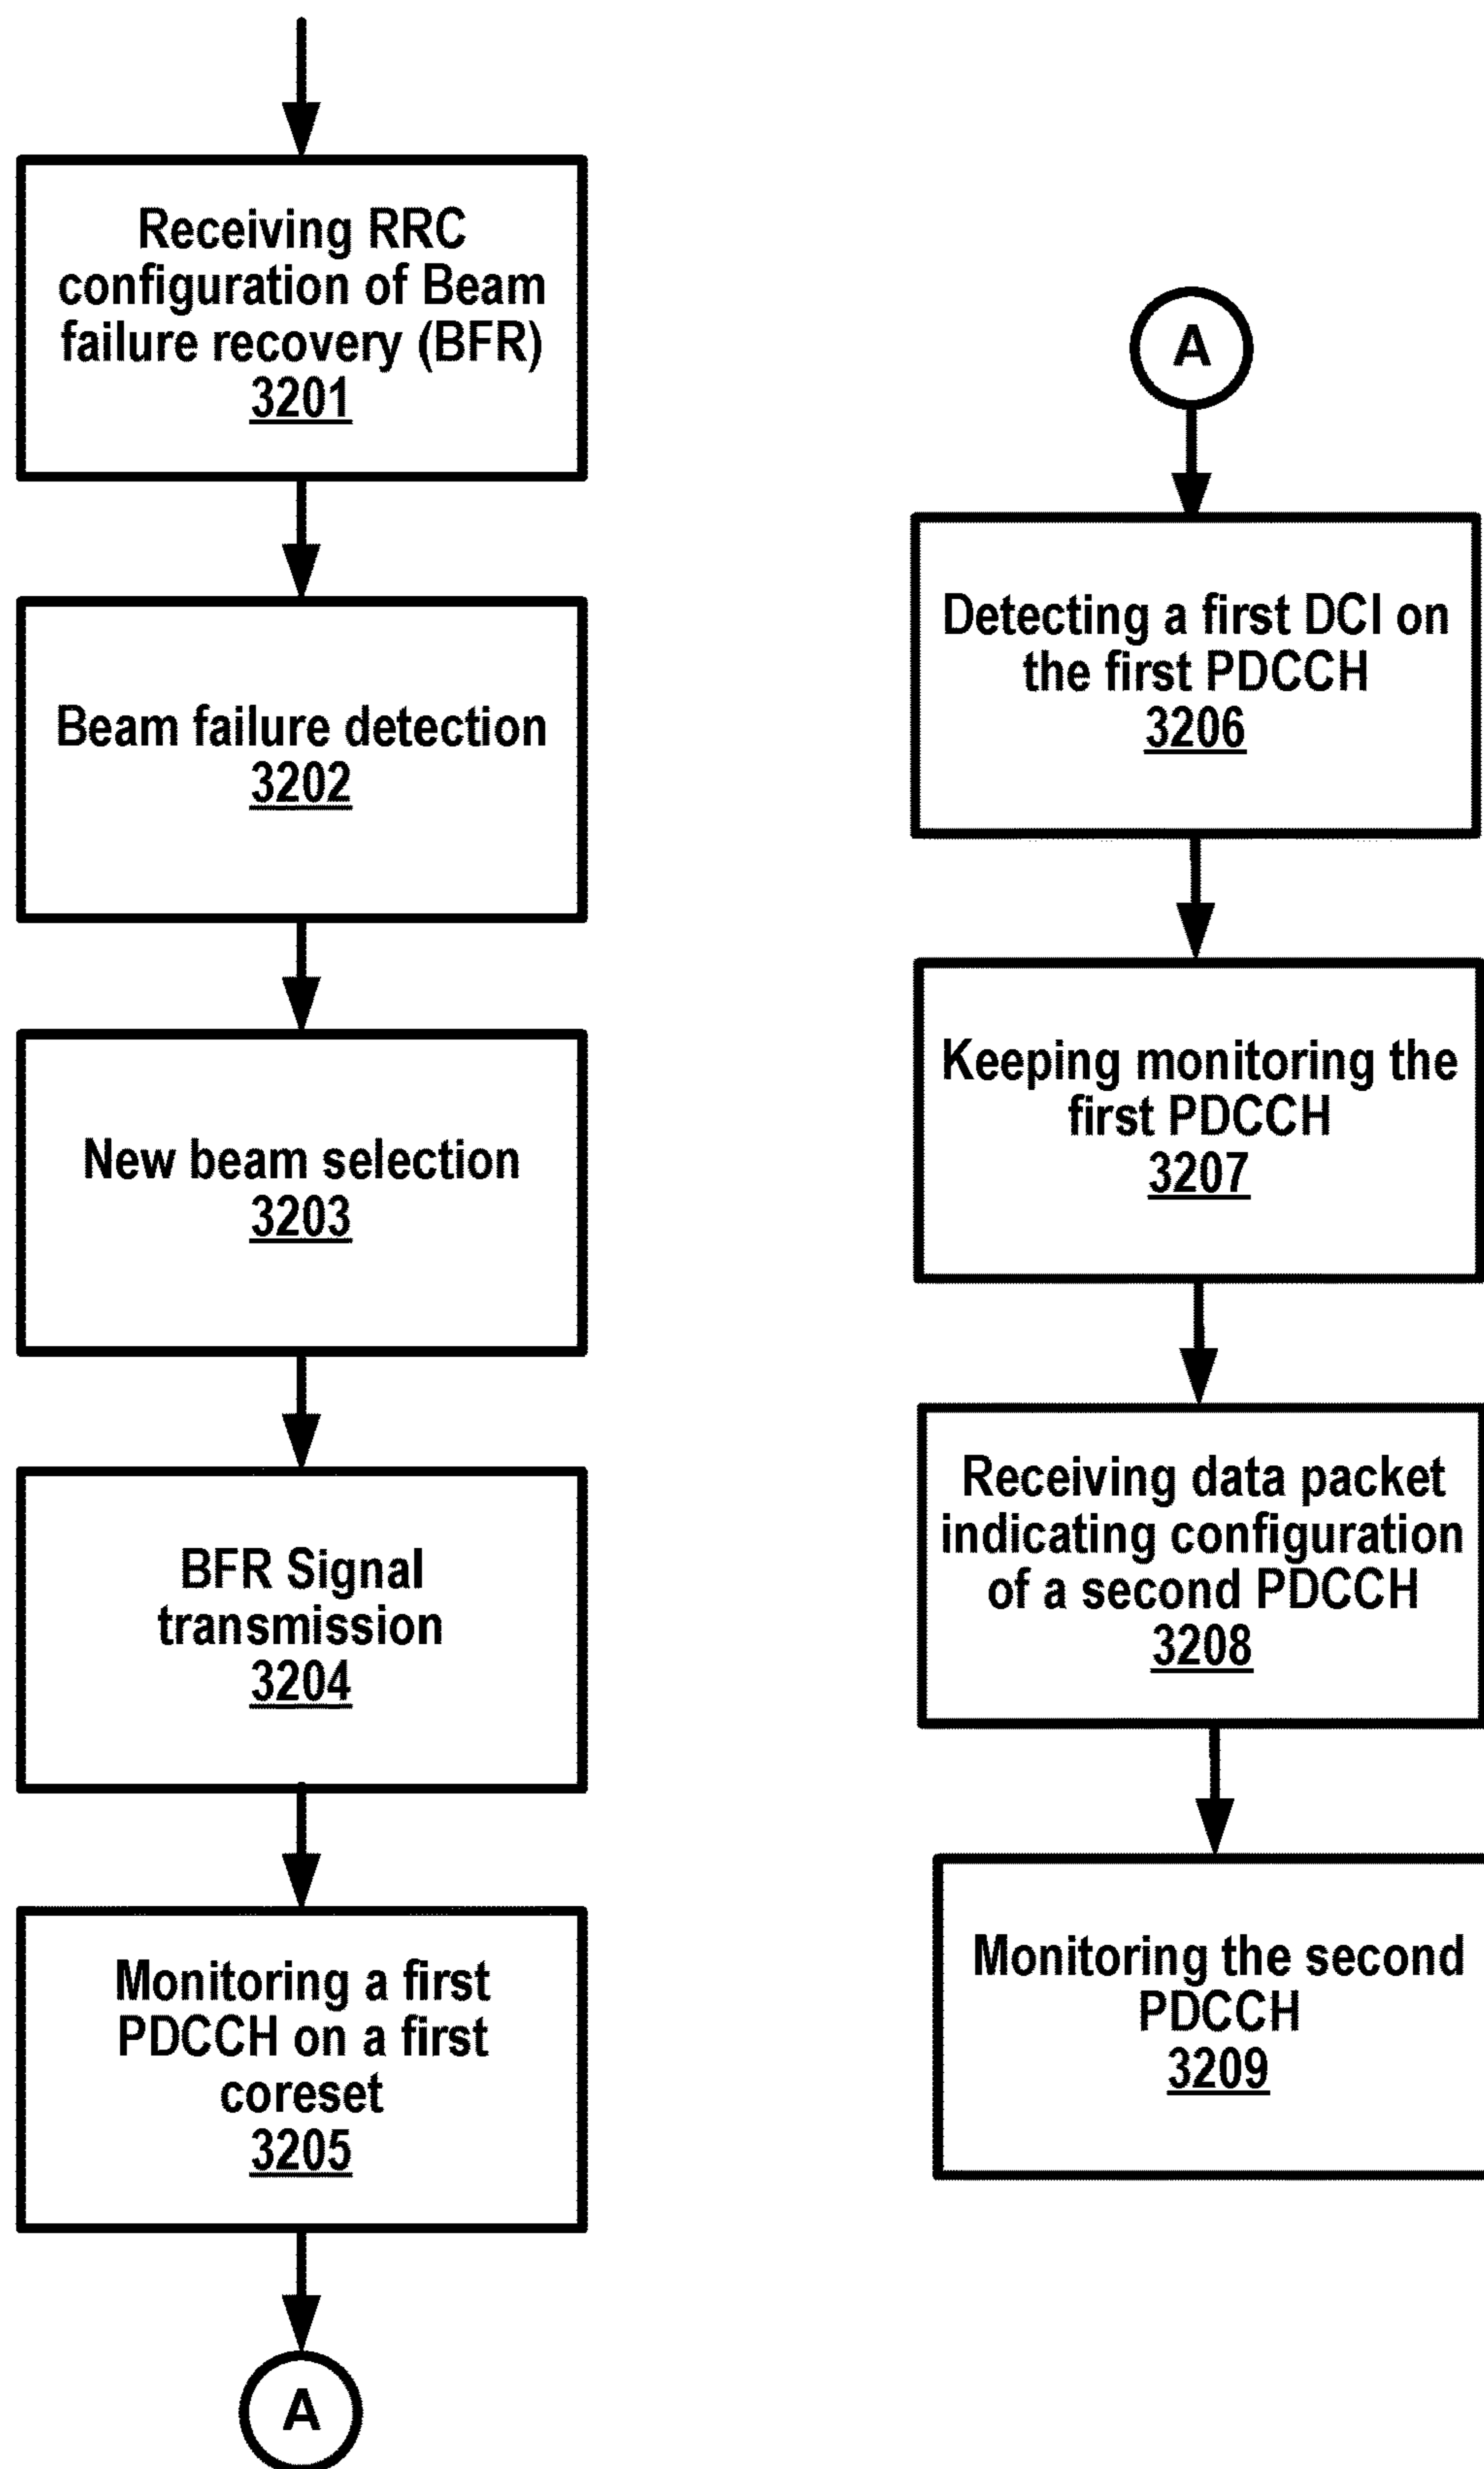 Receiving RRC
configuration of Beam
failure recovery (BFR)
3201
Beam failure detection
3202
New beam selection
3203
BFR Signal
transmission
3204
Monitoring a first
PDCCH on a first
coreset
3205
A
A
Detecting a first DCI on
the first PDCCH
3206
Keeping monitoring the
first PDCCH
3207
Receiving data packet
indicating configuration
of a second PDCCH
3208
Monitoring the second
PDCCH
3209